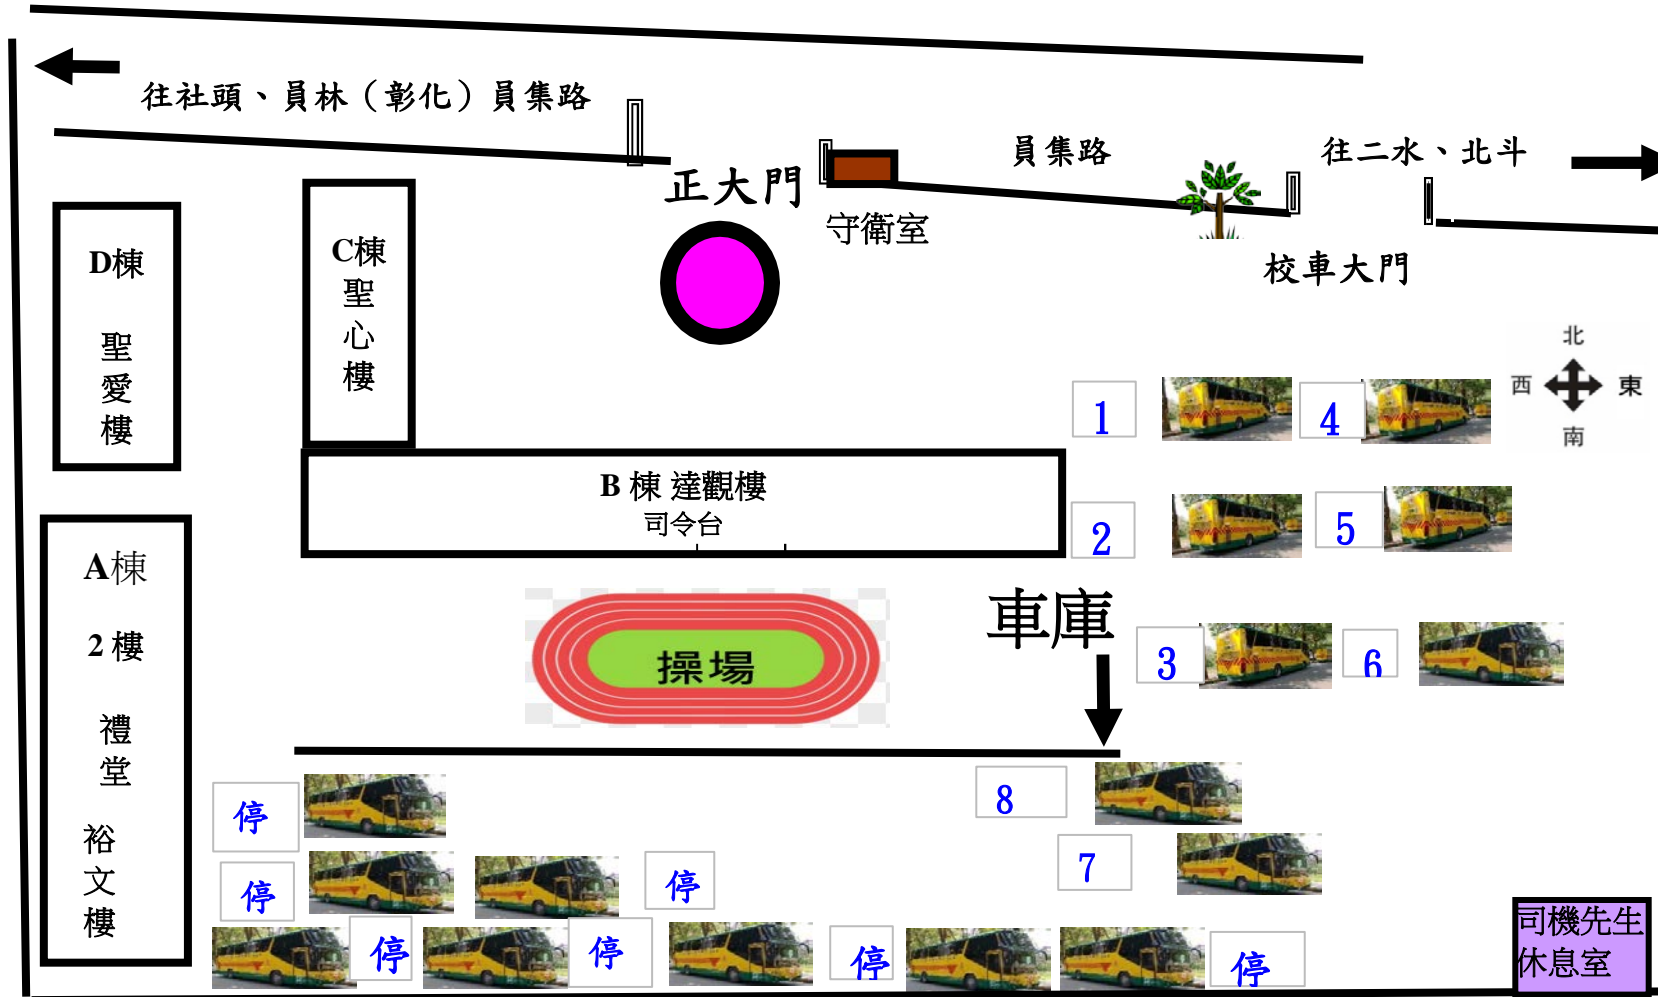 往社頭、員林（彰化）員集路
員集路
往二水、北斗
正大門
守衛室
校車大門
D棟
聖
愛
樓
C棟
聖
心
樓
北
西
東
南
1
4
B 棟 達觀樓
司令台
2
5
A棟
2 樓
禮
堂
裕
文
樓
操場
車庫
3
6
8
7
停
停
停
停
停
停
停
司機先生
休息室